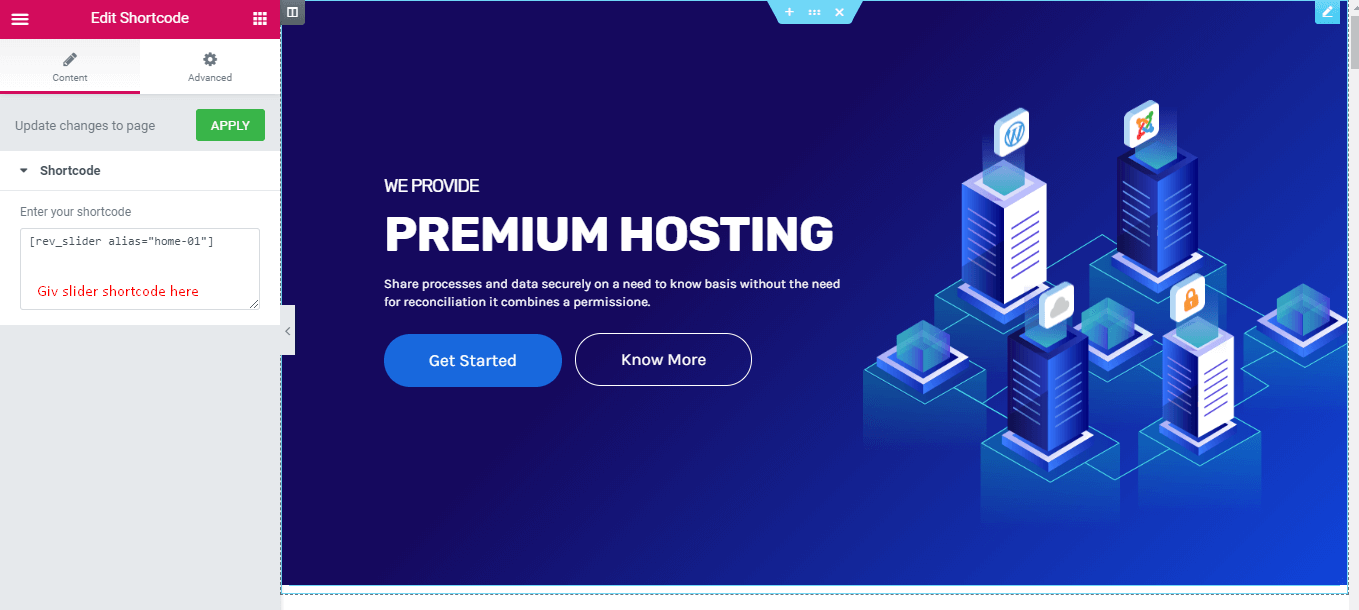 Edit Shortcode
Content
Advanced
Update changes to page
APPLY
Shortcode
Enter your shortcode
[rev_slider alias="home-01"]
Giv slider shortcode here
WE PROVIDE
PREMIUM HOSTING
Share processes and data securely on a need to know basis without the need
for reconciliation it combines a permissione.
Get Started
Know More